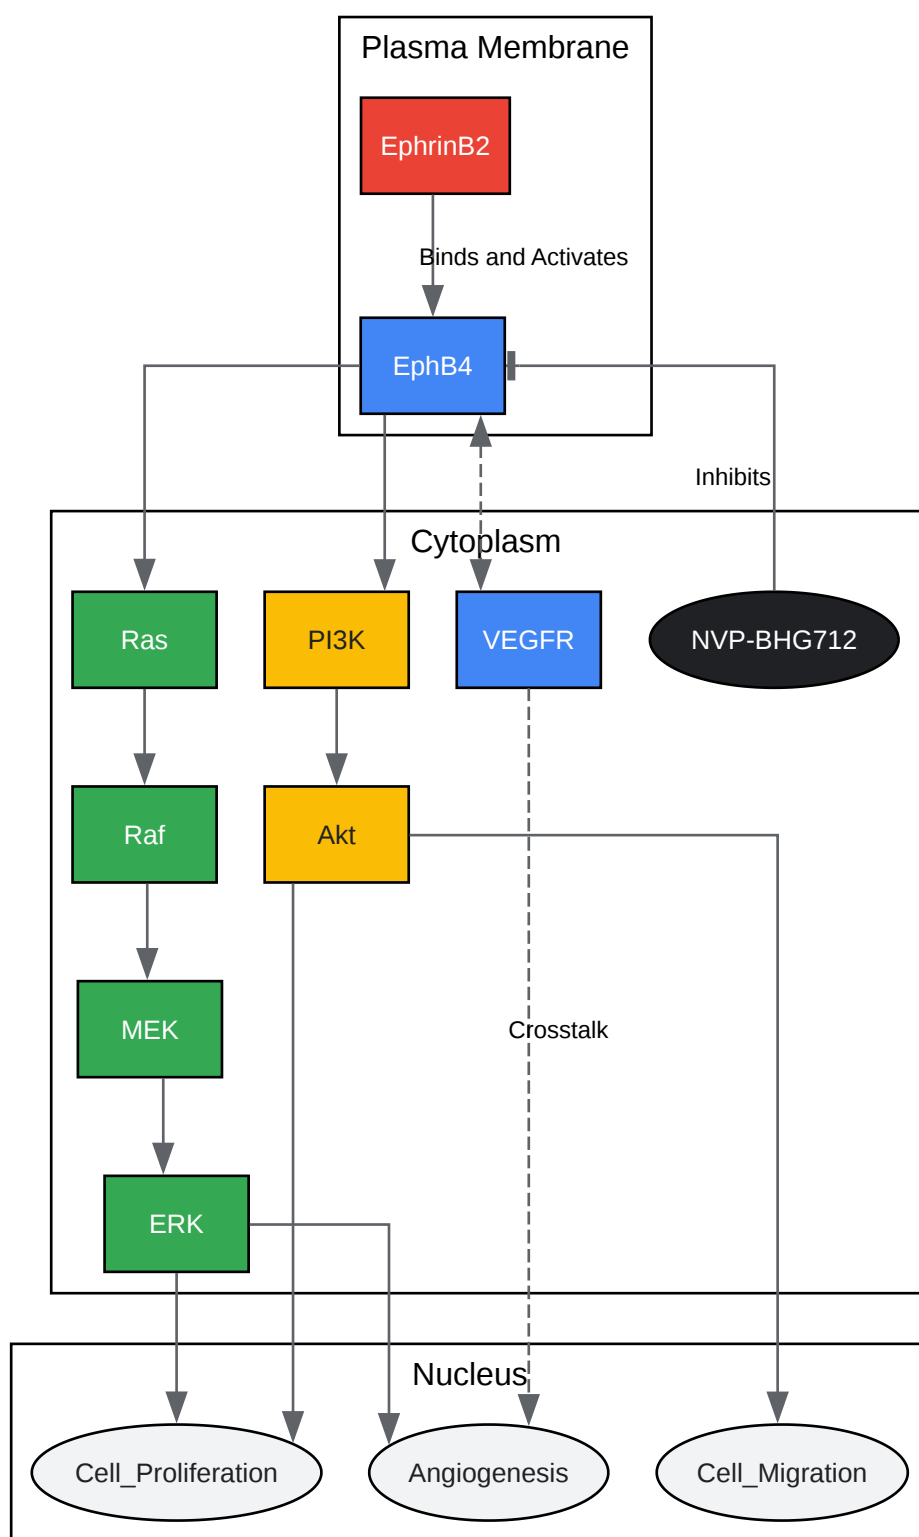 Plasma Membrane
EphrinB2
Binds and Activates
EphB4
Inhibits
Cytoplasm
Ras
PI3K
VEGFR
NVP-BHG712
Raf
Akt
MEK
Crosstalk
ERK
Nucleus
Cell_Proliferation
Angiogenesis
Cell_Migration